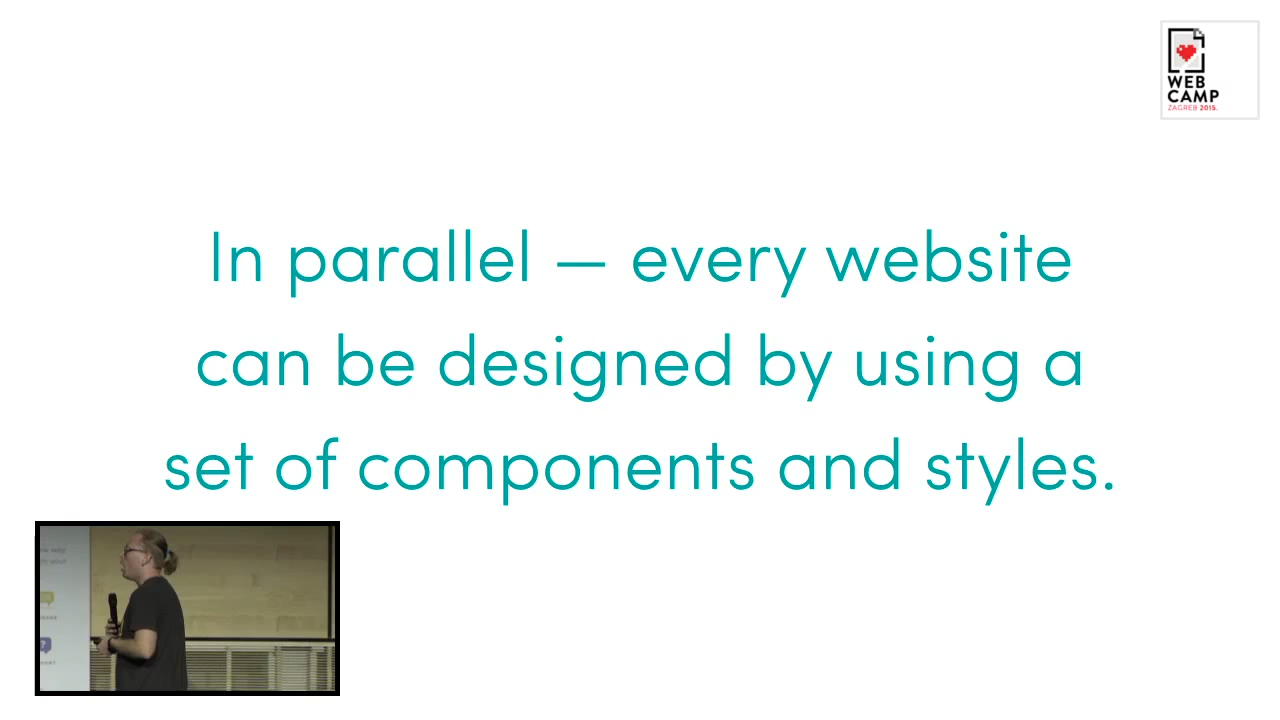 WEB
CAMP
ZAGREB 2015.
In parallel — every website
can be designed by using a
set of components and styles.